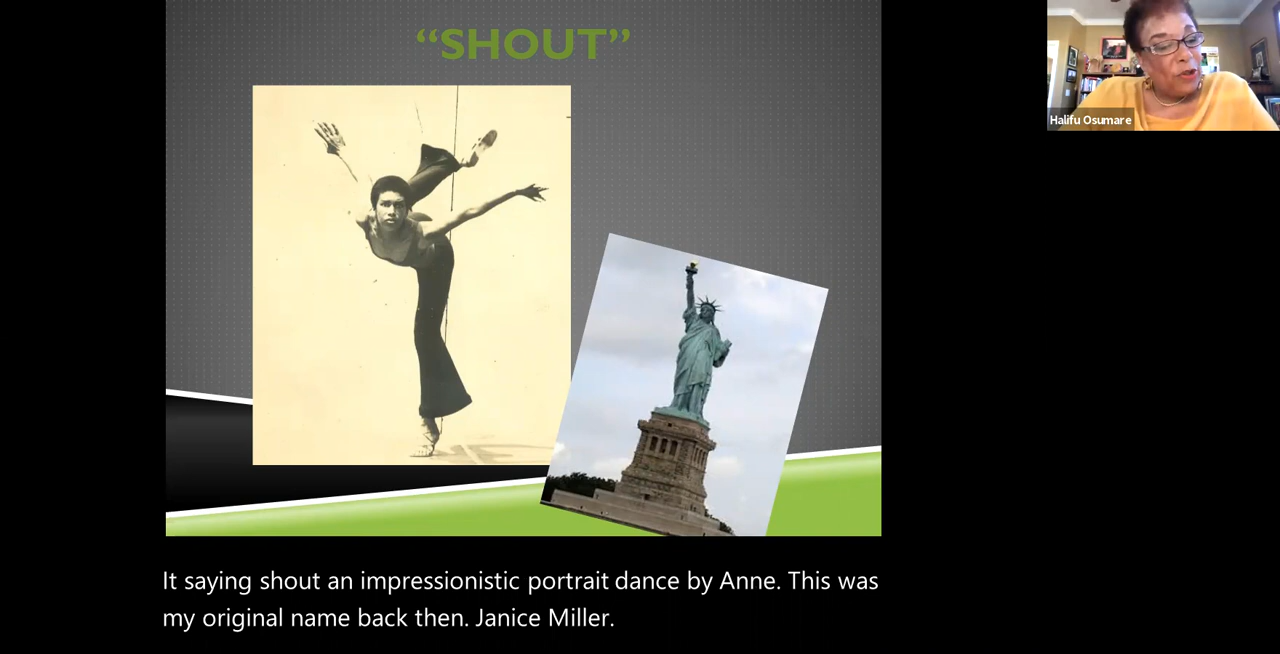 “SHOUT”
Halifu Osumare
It saying shout an impressionistic portrait dance by Anne. This was
my original name back then. Janice Miller.